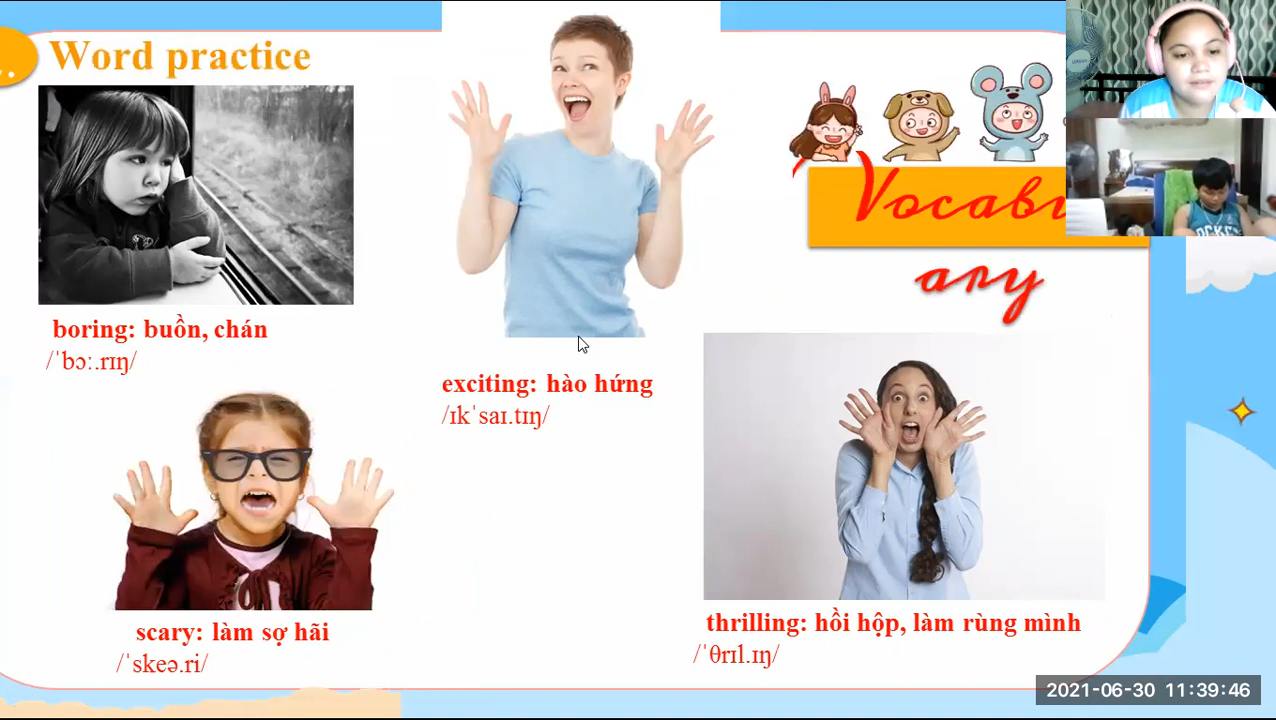 Word practice
Vocabu
ary
boring: buồn, chán
/ˈbɔː.rɪŋ/
exciting: hào hứng
/ɪkˈsaɪ.tɪŋ/
scary: làm sợ hãi
/ˈskeə.ri/
thrilling: hồi hộp, làm rùng mình
/ˈθrɪl.ɪŋ/
2021-06-30 11:39:46